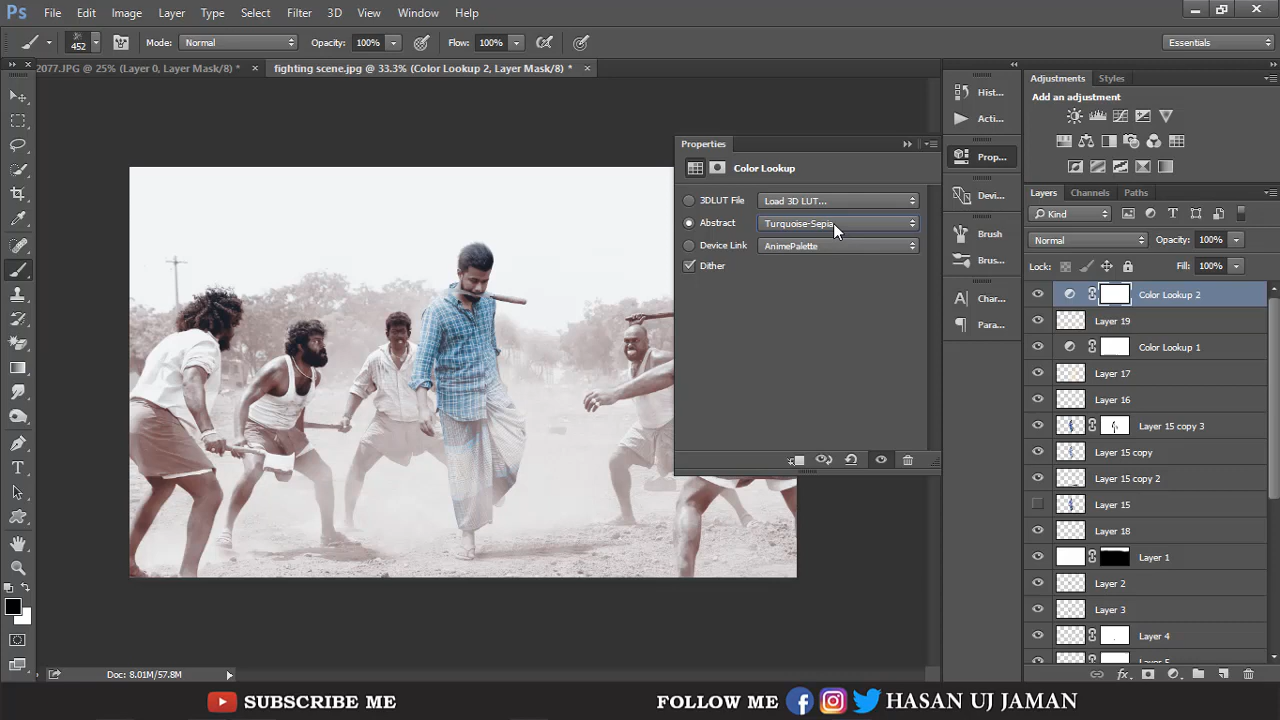 Ps File Edit Image Layer Type Select Filter 3D View Window Help
452 Mode: Normal Opacity: 100% Flow: 100% Essentials
2077.JPG @ 25% (Layer 0, Layer Mask/8) * × fighting scene.jpg @ 33.3% (Color Lookup 2, Layer Mask/8) * ×
Properties
Color Lookup
3DLUT File Load 3D LUT...
Abstract Turquoise-Sepia
Device Link AnimePalette
Dither
Hist...
Acti...
Prop...
Devi...
Brush
Brus...
Char...
Para...
Adjustments Styles
Add an adjustment
Layers Channels Paths
Kind
Normal Opacity: 100%
Lock: Fill: 100%
Color Lookup 2
Layer 19
Color Lookup 1
Layer 17
Layer 16
Layer 15 copy 3
Layer 15 copy
Layer 15 copy 2
Layer 15
Layer 18
Layer 1
Layer 2
Layer 3
Layer 4
Layer 5
fx
Doc: 8.01M/57.8M
SUBSCRIBE ME FOLLOW ME HASAN UJ JAMAN